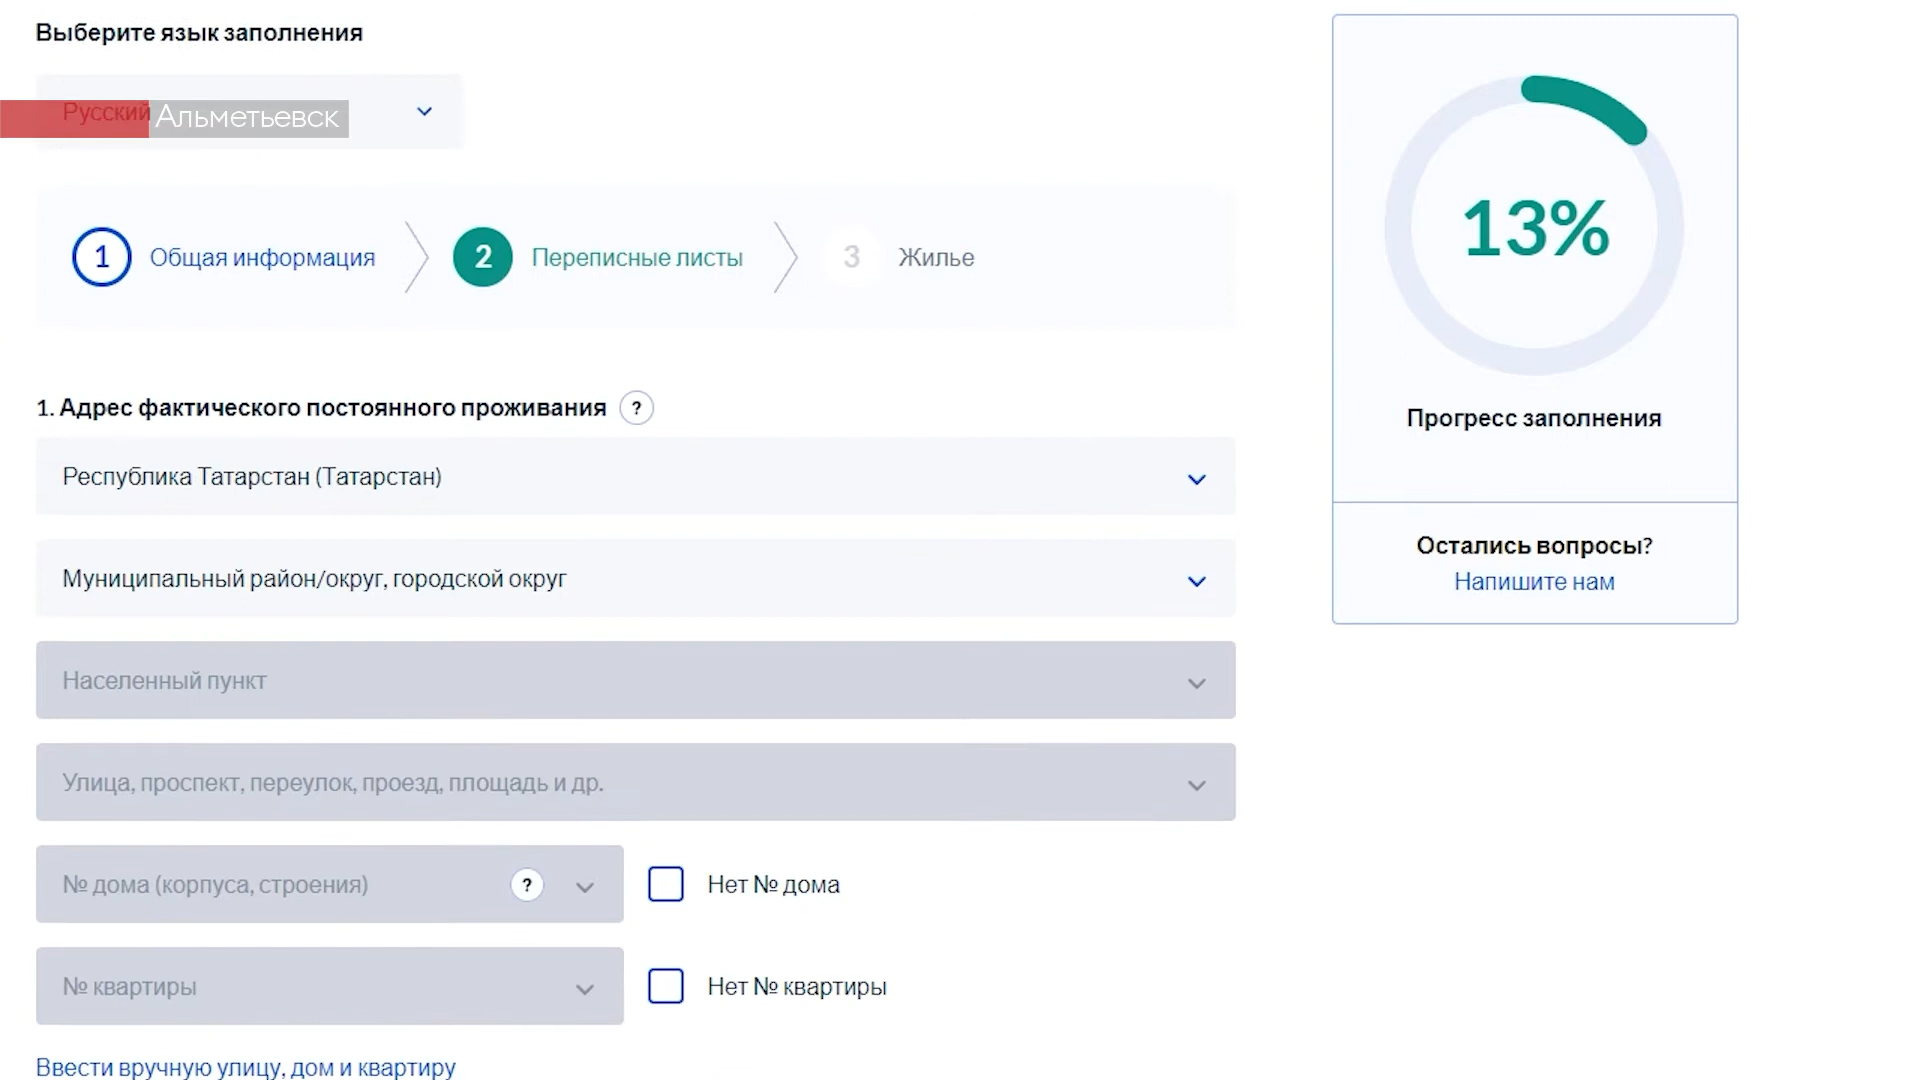 Выберите язык заполнения
Русский
Альметьевск
1 Общая информация
2 Переписные листы
3 Жилье
1. Адрес фактического постоянного проживания ?
Республика Татарстан (Татарстан)
Муниципальный район/округ, городской округ
Населенный пункт
Улица, проспект, переулок, проезд, площадь и др.
№ дома (корпуса, строения) ?
Нет № дома
№ квартиры
Нет № квартиры
Ввести вручную улицу, дом и квартиру
13%
Прогресс заполнения
Остались вопросы?
Напишите нам